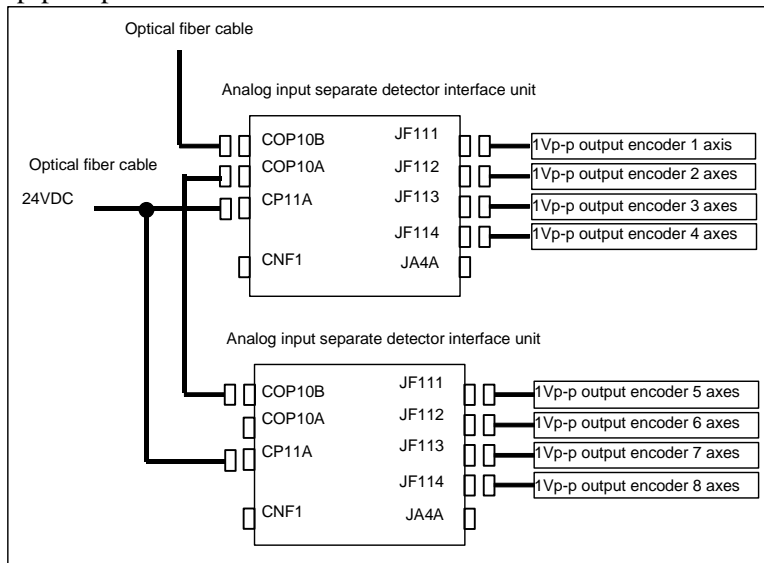 Optical fiber cable
Analog input separate detector interface unit
COP10B
JF111
1Vp-p output encoder 1 axis
Optical fiber cable
COP10A
JF112
1Vp-p output encoder 2 axes
24VDC
CP11A
JF113
1Vp-p output encoder 3 axes
JF114
1Vp-p output encoder 4 axes
CNF1
JA4A
Analog input separate detector interface unit
COP10B
JF111
1Vp-p output encoder 5 axes
COP10A
JF112
1Vp-p output encoder 6 axes
CP11A
JF113
1Vp-p output encoder 7 axes
JF114
1Vp-p output encoder 8 axes
CNF1
JA4A